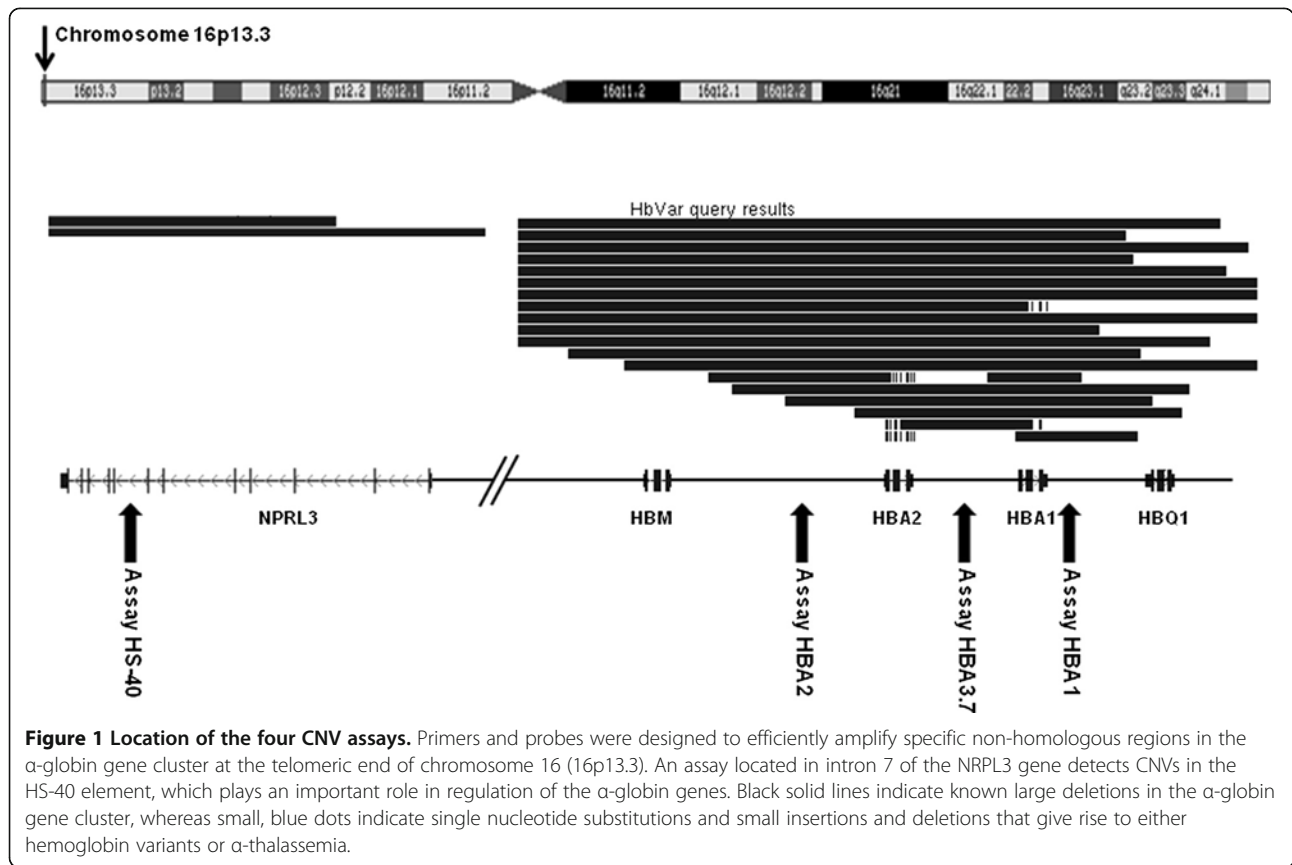 Chromosome 16p13.3
16p13.3 p13.2 16p12.3 p12.2 16p12.1 16p11.2 16q11.2 16q12.1 16q12.2 16q21 16q22.1 22.2 16q23.1 q23.2 q23.3 q24.1
HbVar query results
NPRL3 HBM HBA2 HBA1 HBQ1
Assay HS-40
Assay HBA2
Assay HBA3.7
Assay HBA1
Figure 1 Location of the four CNV assays. Primers and probes were designed to efficiently amplify specific non-homologous regions in the
α-globin gene cluster at the telomeric end of chromosome 16 (16p13.3). An assay located in intron 7 of the NRPL3 gene detects CNVs in the
HS-40 element, which plays an important role in regulation of the α-globin genes. Black solid lines indicate known large deletions in the α-globin
gene cluster, whereas small, blue dots indicate single nucleotide substitutions and small insertions and deletions that give rise to either
hemoglobin variants or α-thalassemia.